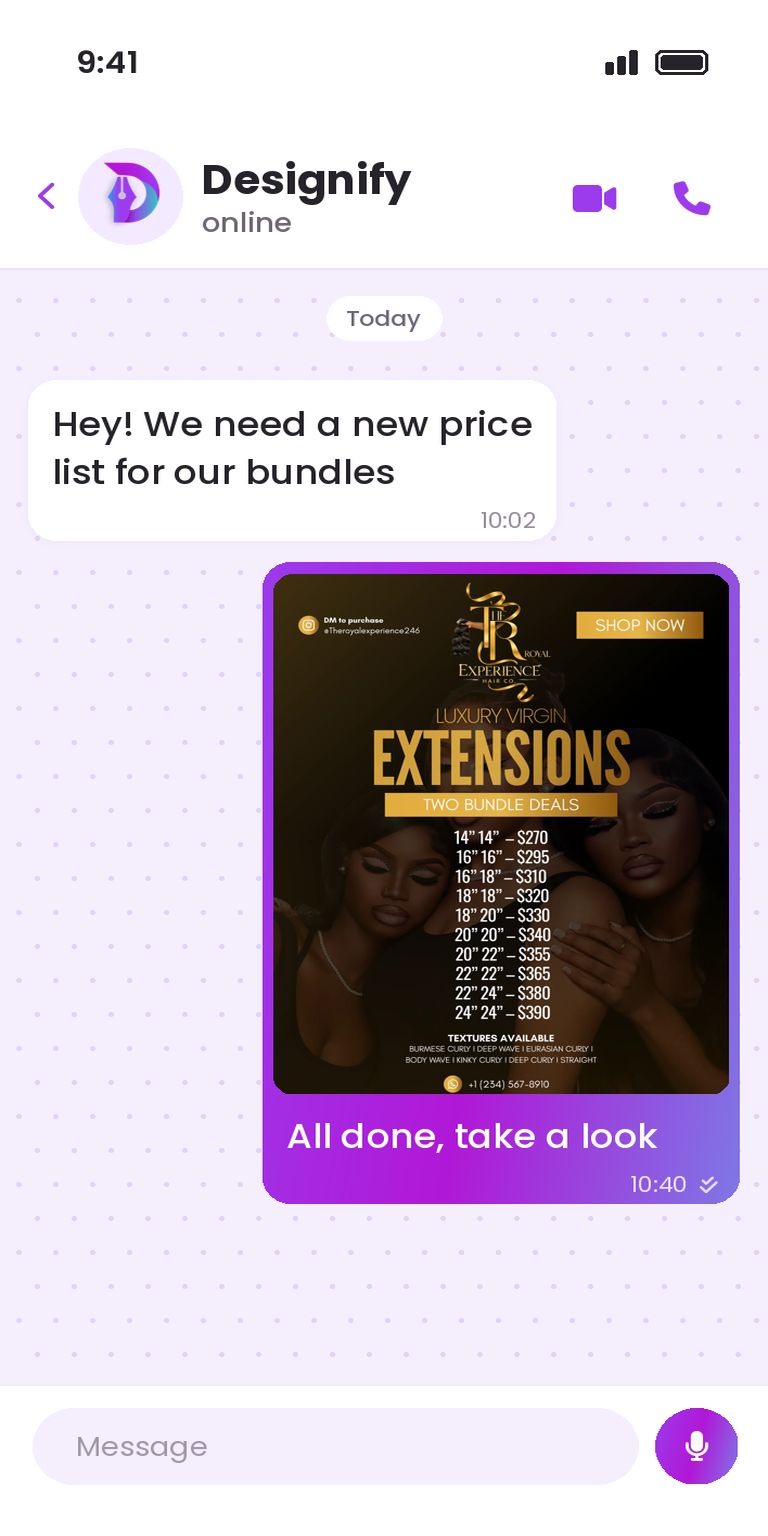 9:41
Designify
online
Today
Hey! We need a new price
list for our bundles
10:02
DM to purchase
@Theroyalexperience246
THE
R
ROYAL
EXPERIENCE
HAIR CO.
SHOP NOW
LUXURY VIRGIN
EXTENSIONS
TWO BUNDLE DEALS
14” 14” – $270
16” 16” – $295
16” 18” – $310
18” 18” – $320
18” 20” – $330
20” 20” – $340
20” 22” – $355
22” 22” – $365
22” 24” – $380
24” 24” – $390
TEXTURES AVAILABLE
BURMESE CURLY I DEEP WAVE I EURASIAN CURLY I
BODY WAVE I KINKY CURLY I DEEP CURLY I STRAIGHT
+1 (234) 567-8910
All done, take a look
10:40
Message